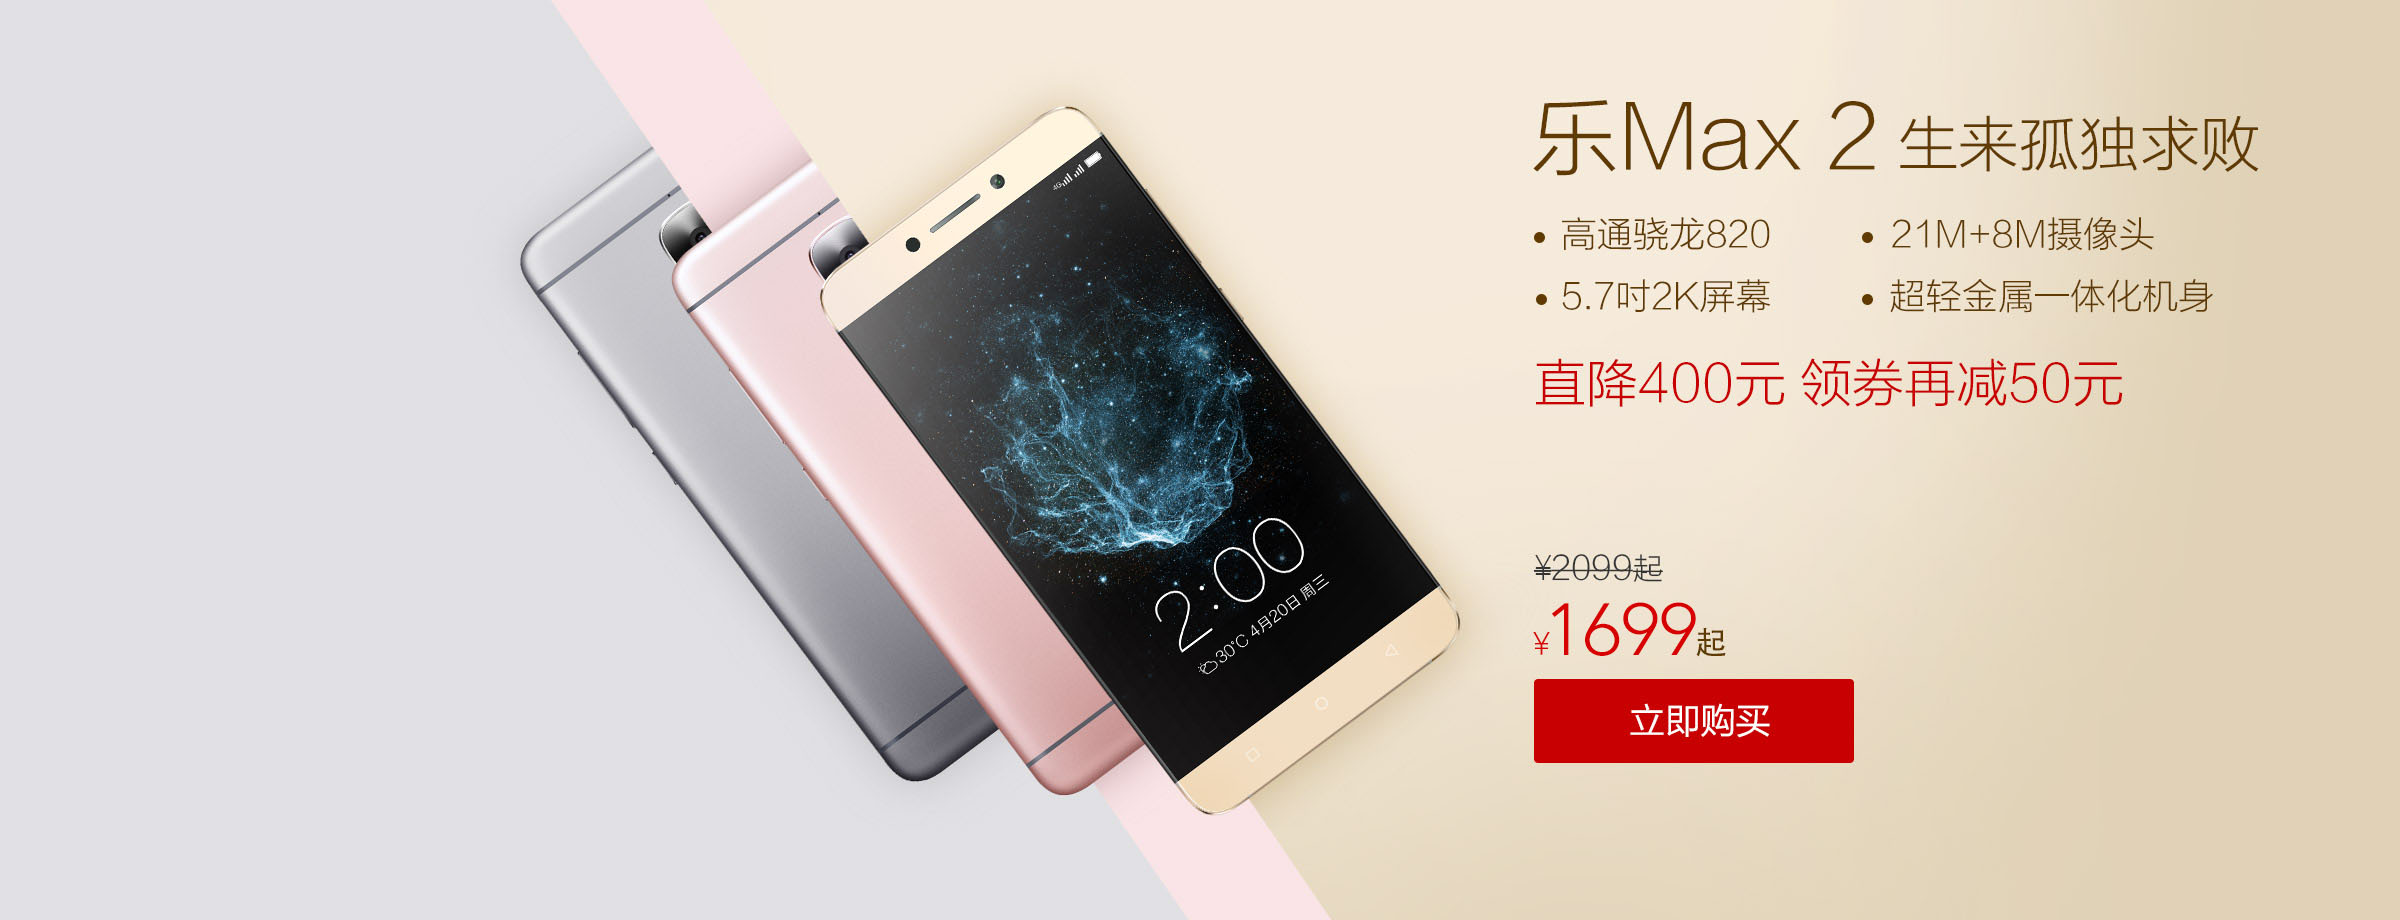 乐Max 2 生来孤独求败
• 高通骁龙820
• 21M+8M摄像头
• 5.7吋2K屏幕
• 超轻金属一体化机身
直降400元 领券再减50元
¥2099起
¥1699起
立即购买
4G
2:00
30°C 4月20日 周三